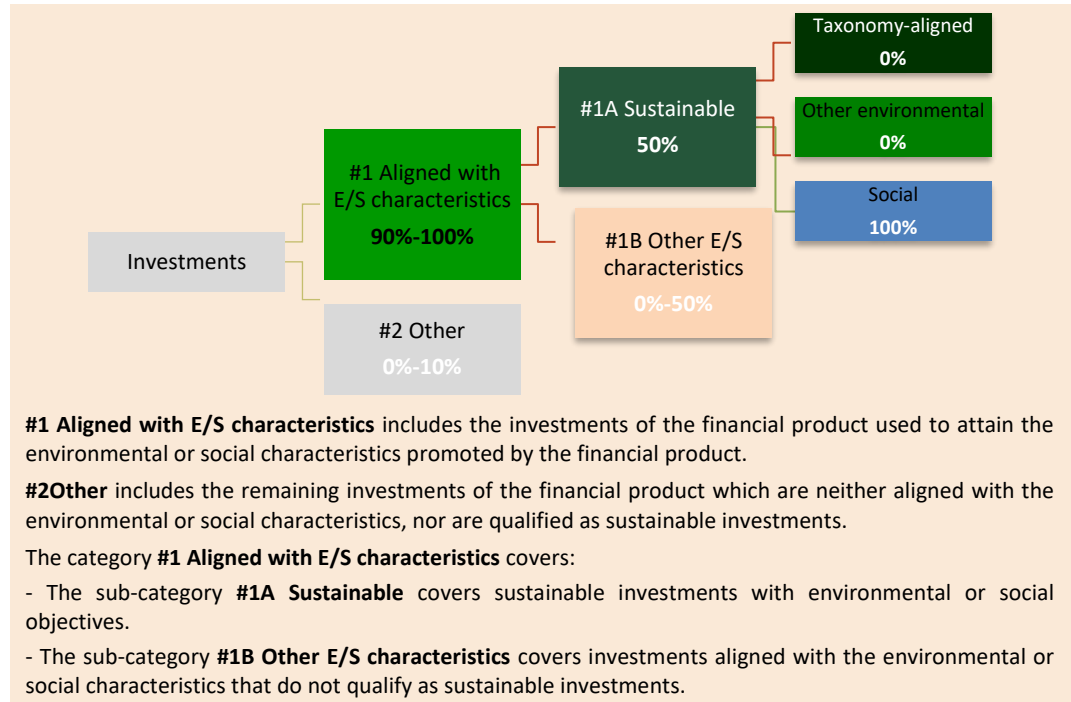 Investments
#1 Aligned with
E/S characteristics
90%-100%
#2 Other
0%-10%
#1A Sustainable
50%
#1B Other E/S
characteristics
0%-50%
Taxonomy-aligned
0%
Other environmental
0%
Social
100%
#1 Aligned with E/S characteristics includes the investments of the financial product used to attain the
environmental or social characteristics promoted by the financial product.
#2Other includes the remaining investments of the financial product which are neither aligned with the
environmental or social characteristics, nor are qualified as sustainable investments.
The category #1 Aligned with E/S characteristics covers:
- The sub-category #1A Sustainable covers sustainable investments with environmental or social
objectives.
- The sub-category #1B Other E/S characteristics covers investments aligned with the environmental or
social characteristics that do not qualify as sustainable investments.